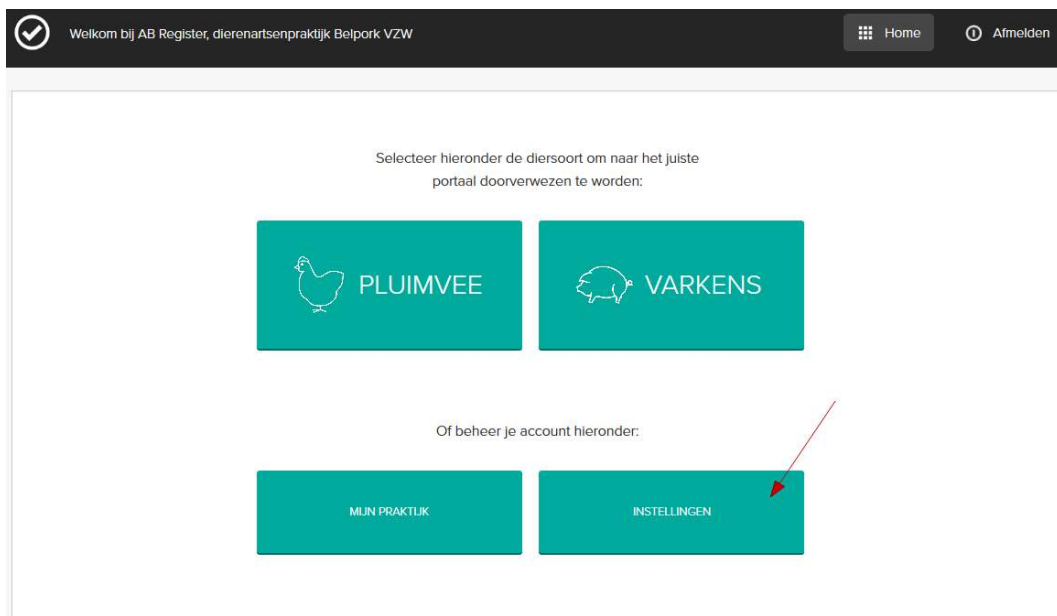 Welkom bij AB Register, dierenartsenpraktijk Belpork VZW
Home
Afmelden
Selecteer hieronder de diersoort om naar het juiste
portaal doorverwezen te worden:
PLUIMVEE
VARKENS
Of beheer je account hieronder:
MIJN PRAKTIJK
INSTELLINGEN